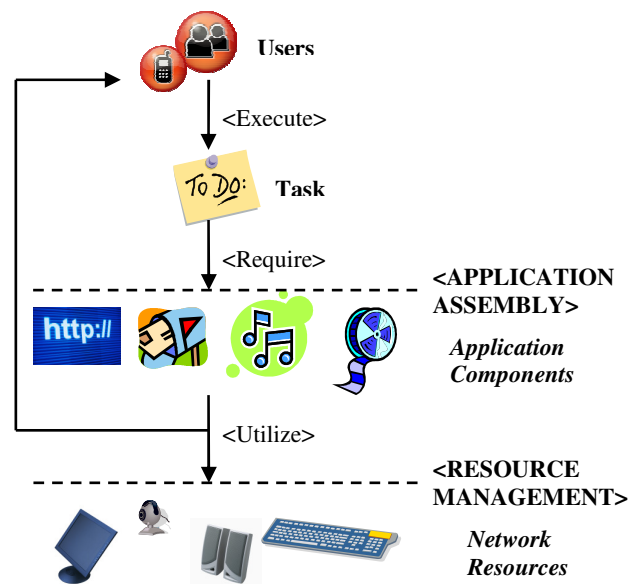 Users
<Execute>
TO DO:
Task
<Require>
<APPLICATION
ASSEMBLY>
http://
Application
Components
<Utilize>
<RESOURCE
MANAGEMENT>
Network
Resources